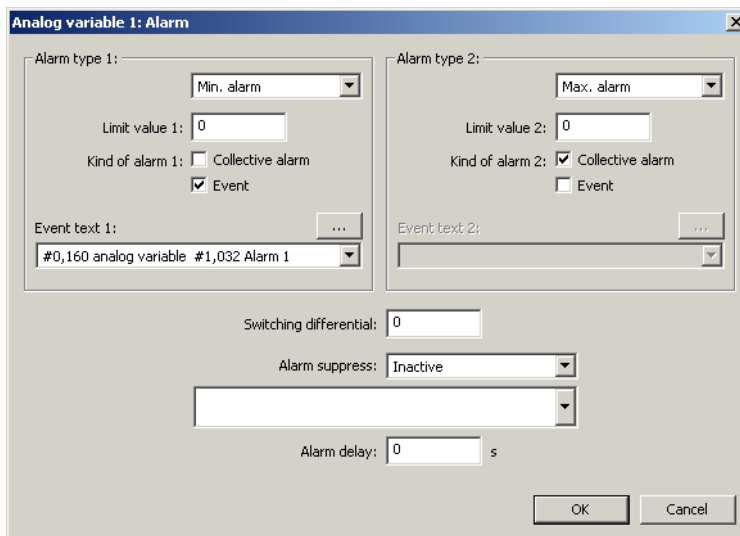 Analog variable 1: Alarm
Alarm type 1:
Min. alarm
Limit value 1: 0
Kind of alarm 1: Collective alarm
Event
Event text 1: ...
#0,160 analog variable #1,032 Alarm 1
Alarm type 2:
Max. alarm
Limit value 2: 0
Kind of alarm 2: Collective alarm
Event
Event text 2: ...
Switching differential: 0
Alarm suppress: Inactive
Alarm delay: 0 s
OK Cancel